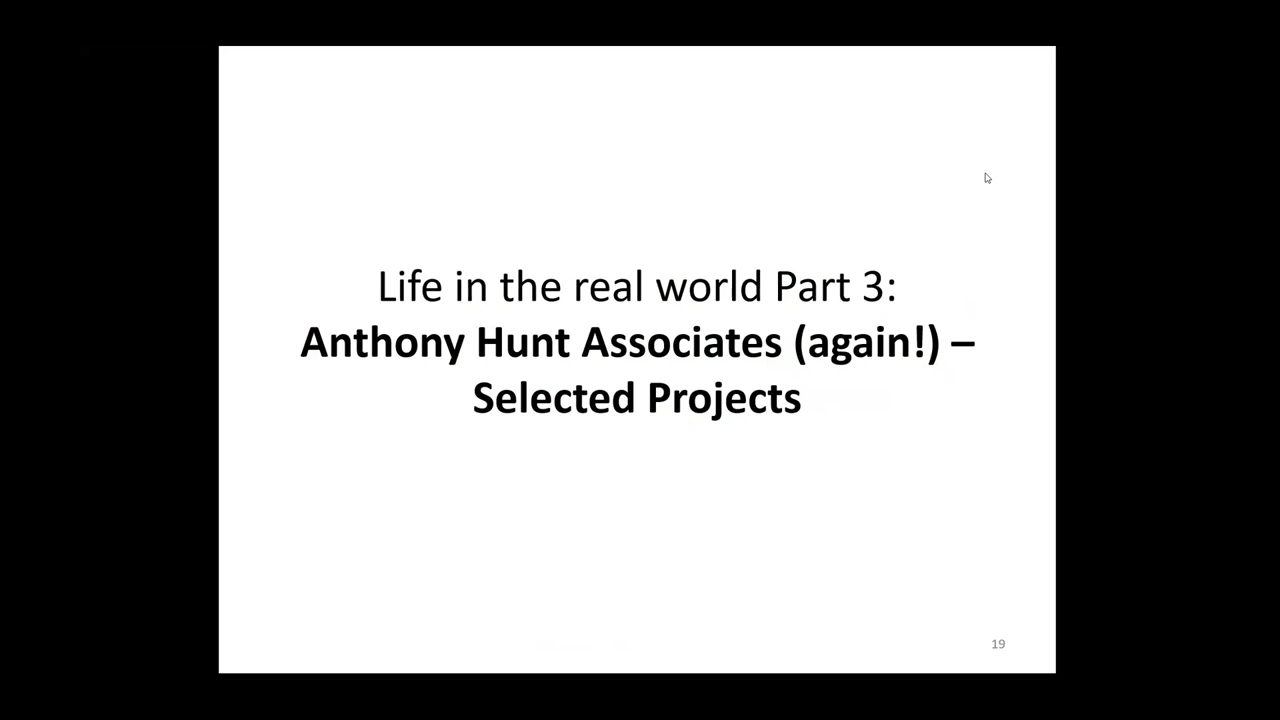 Life in the real world Part 3:
Anthony Hunt Associates (again!) –
Selected Projects
19